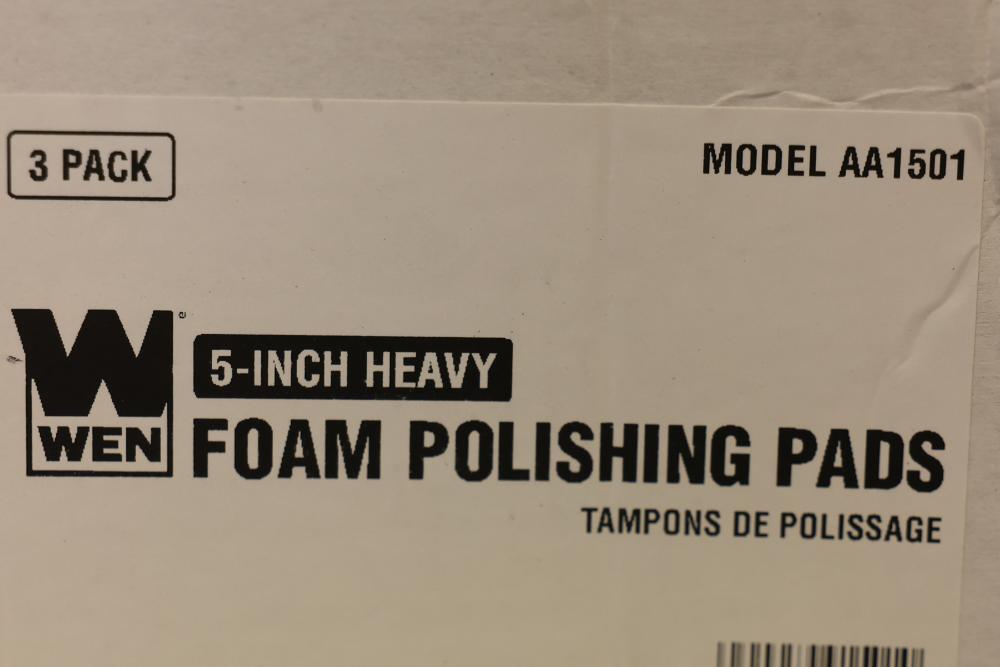 3 PACK
MODEL AA1501
WEN
5-INCH HEAVY
FOAM POLISHING PADS
TAMPONS DE POLISSAGE